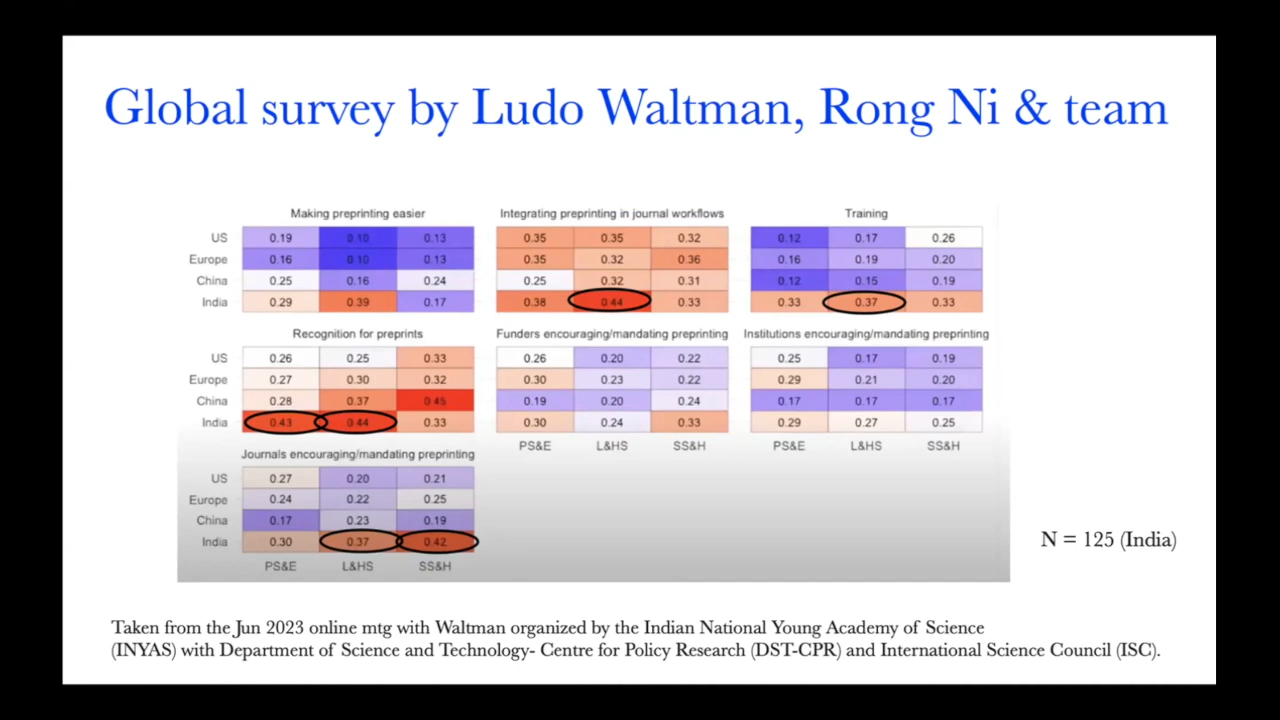 Global survey by Ludo Waltman, Rong Ni & team
Making preprinting easier
US 0.19 0.10 0.13
Europe 0.16 0.10 0.13
China 0.25 0.16 0.24
India 0.29 0.39 0.17
Integrating preprinting in journal workflows
0.35 0.35 0.32
0.35 0.32 0.36
0.25 0.32 0.31
0.38 0.44 0.33
Training
0.12 0.17 0.26
0.16 0.19 0.20
0.12 0.15 0.19
0.33 0.37 0.33
Recognition for preprints
US 0.26 0.25 0.33
Europe 0.27 0.30 0.32
China 0.28 0.37 0.45
India 0.43 0.44 0.33
Funders encouraging/mandating preprinting
0.26 0.20 0.22
0.30 0.23 0.22
0.19 0.20 0.24
0.30 0.24 0.33
PS&E L&HS SS&H
Institutions encouraging/mandating preprinting
0.25 0.17 0.19
0.29 0.21 0.20
0.17 0.17 0.17
0.29 0.27 0.25
PS&E L&HS SS&H
Journals encouraging/mandating preprinting
US 0.27 0.20 0.21
Europe 0.24 0.22 0.25
China 0.17 0.23 0.19
India 0.30 0.37 0.42
PS&E L&HS SS&H
N = 125 (India)
Taken from the Jun 2023 online mtg with Waltman organized by the Indian National Young Academy of Science
(INYAS) with Department of Science and Technology- Centre for Policy Research (DST-CPR) and International Science Council (ISC).